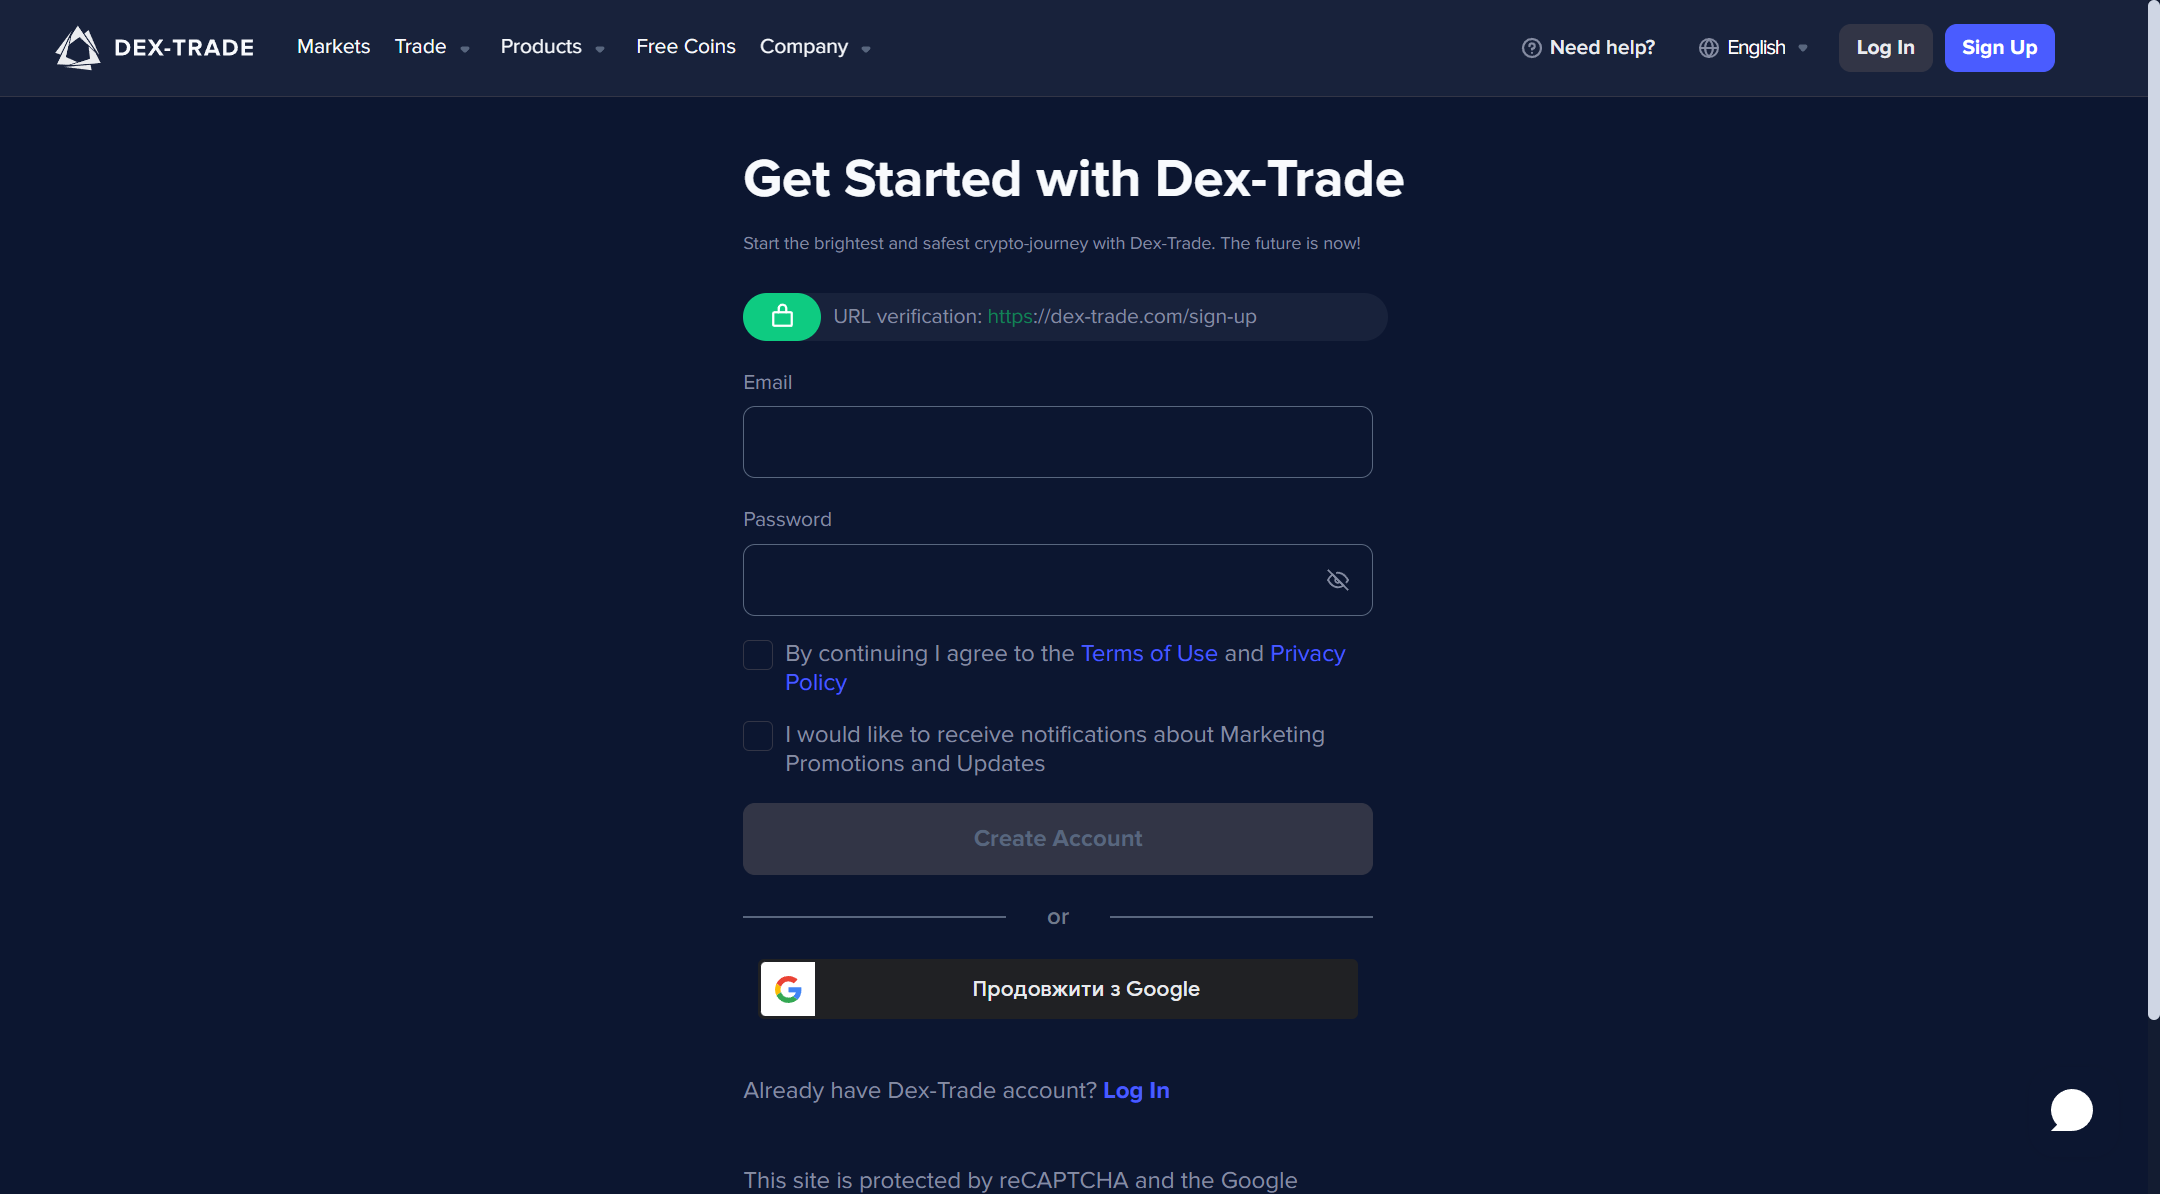 DEX-TRADE Markets Trade Products Free Coins Company Need help? English Log In Sign Up
Get Started with Dex-Trade
Start the brightest and safest crypto-journey with Dex-Trade. The future is now!
URL verification: https://dex-trade.com/sign-up
Email
Password
By continuing I agree to the Terms of Use and Privacy
Policy
I would like to receive notifications about Marketing
Promotions and Updates
Create Account
or
Продовжити з Google
Already have Dex-Trade account? Log In
This site is protected by reCAPTCHA and the Google